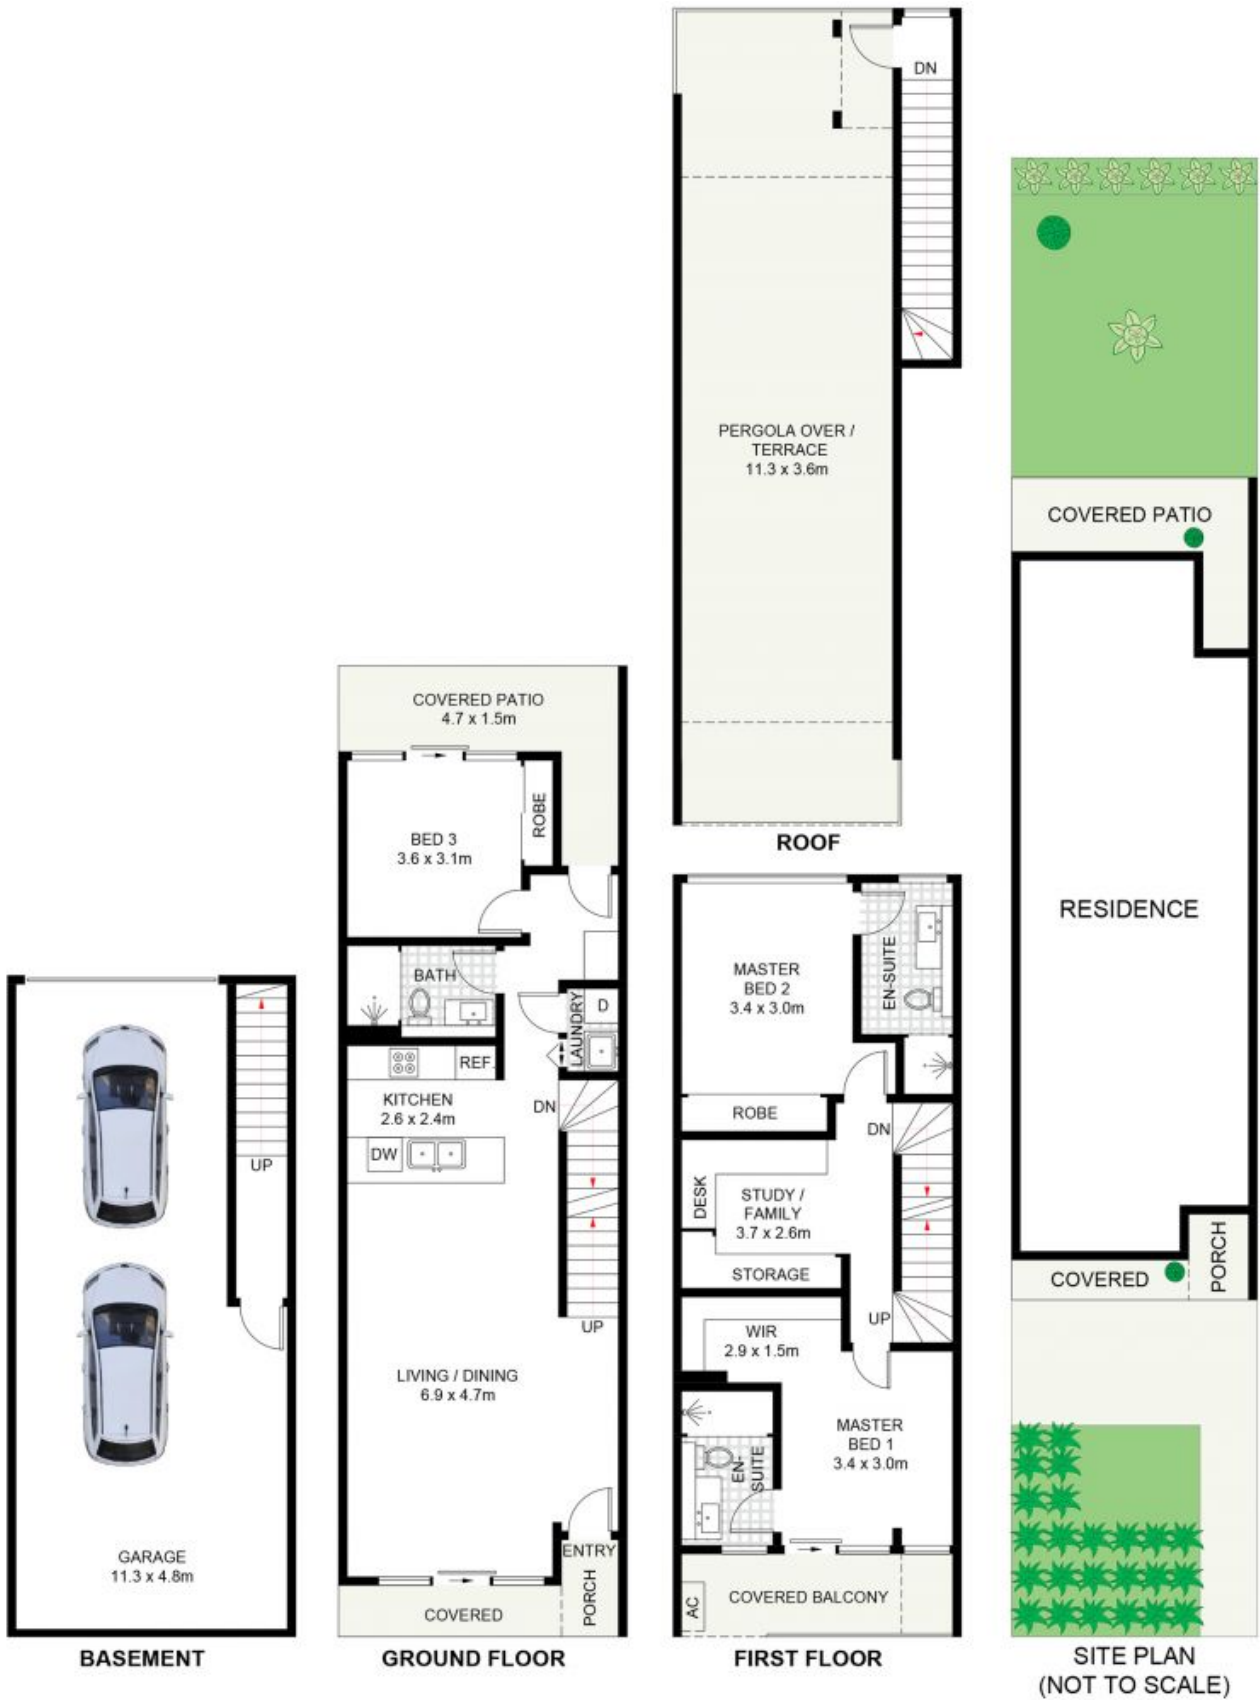 DN
PERGOLA OVER /
TERRACE
11.3 x 3.6m
ROOF
COVERED PATIO
4.7 x 1.5m
BED 3
3.6 x 3.1m
ROBE
BATH
LAUNDRY
D
REF.
KITCHEN
2.6 x 2.4m
DN
DW
UP
LIVING / DINING
6.9 x 4.7m
ENTRY
PORCH
COVERED
GROUND FLOOR
UP
GARAGE
11.3 x 4.8m
BASEMENT
MASTER
BED 2
3.4 x 3.0m
EN-SUITE
ROBE
DN
DESK
STUDY /
FAMILY
3.7 x 2.6m
STORAGE
UP
WIR
2.9 x 1.5m
MASTER
BED 1
3.4 x 3.0m
EN-
SUITE
AC
COVERED BALCONY
FIRST FLOOR
COVERED PATIO
RESIDENCE
COVERED
PORCH
SITE PLAN
(NOT TO SCALE)